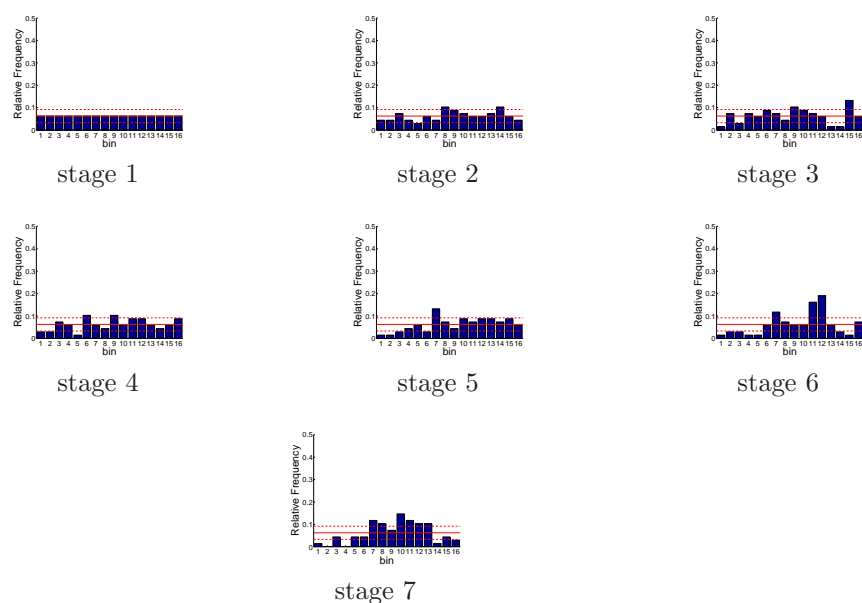 0.5 0.5 0.5
0.4 0.4 0.4
0.3 0.3 0.3
0.2 0.2 0.2
0.1 0.1 0.1
0 0 0
Relative Frequency Relative Frequency Relative Frequency
1 2 3 4 5 6 7 8 9 10 11 12 13 14 15 16 1 2 3 4 5 6 7 8 9 10 11 12 13 14 15 16 1 2 3 4 5 6 7 8 9 10 11 12 13 14 15 16
bin bin bin
stage 1 stage 2 stage 3
0.5 0.5 0.5
0.4 0.4 0.4
0.3 0.3 0.3
0.2 0.2 0.2
0.1 0.1 0.1
0 0 0
Relative Frequency Relative Frequency Relative Frequency
1 2 3 4 5 6 7 8 9 10 11 12 13 14 15 16 1 2 3 4 5 6 7 8 9 10 11 12 13 14 15 16 1 2 3 4 5 6 7 8 9 10 11 12 13 14 15 16
bin bin bin
stage 4 stage 5 stage 6
0.5
0.4
0.3
0.2
0.1
0
Relative Frequency
1 2 3 4 5 6 7 8 9 10 11 12 13 14 15 16
bin
stage 7